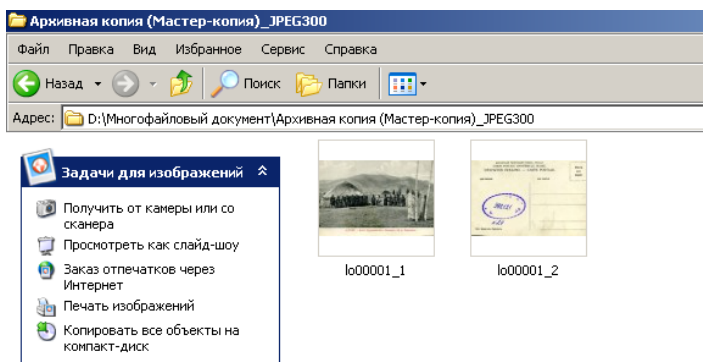 Архивная копия (Мастер-копия)_JPEG300
Файл Правка Вид Избранное Сервис Справка
Назад Поиск Папки
Адрес: D:\Многофайловый документ\Архивная копия (Мастер-копия)_JPEG300
Задачи для изображений
Получить от камеры или со
сканера
Просмотреть как слайд-шоу
Заказ отпечатков через
Интернет
Печать изображений
Копировать все объекты на
компакт-диск
lo00001_1
lo00001_2